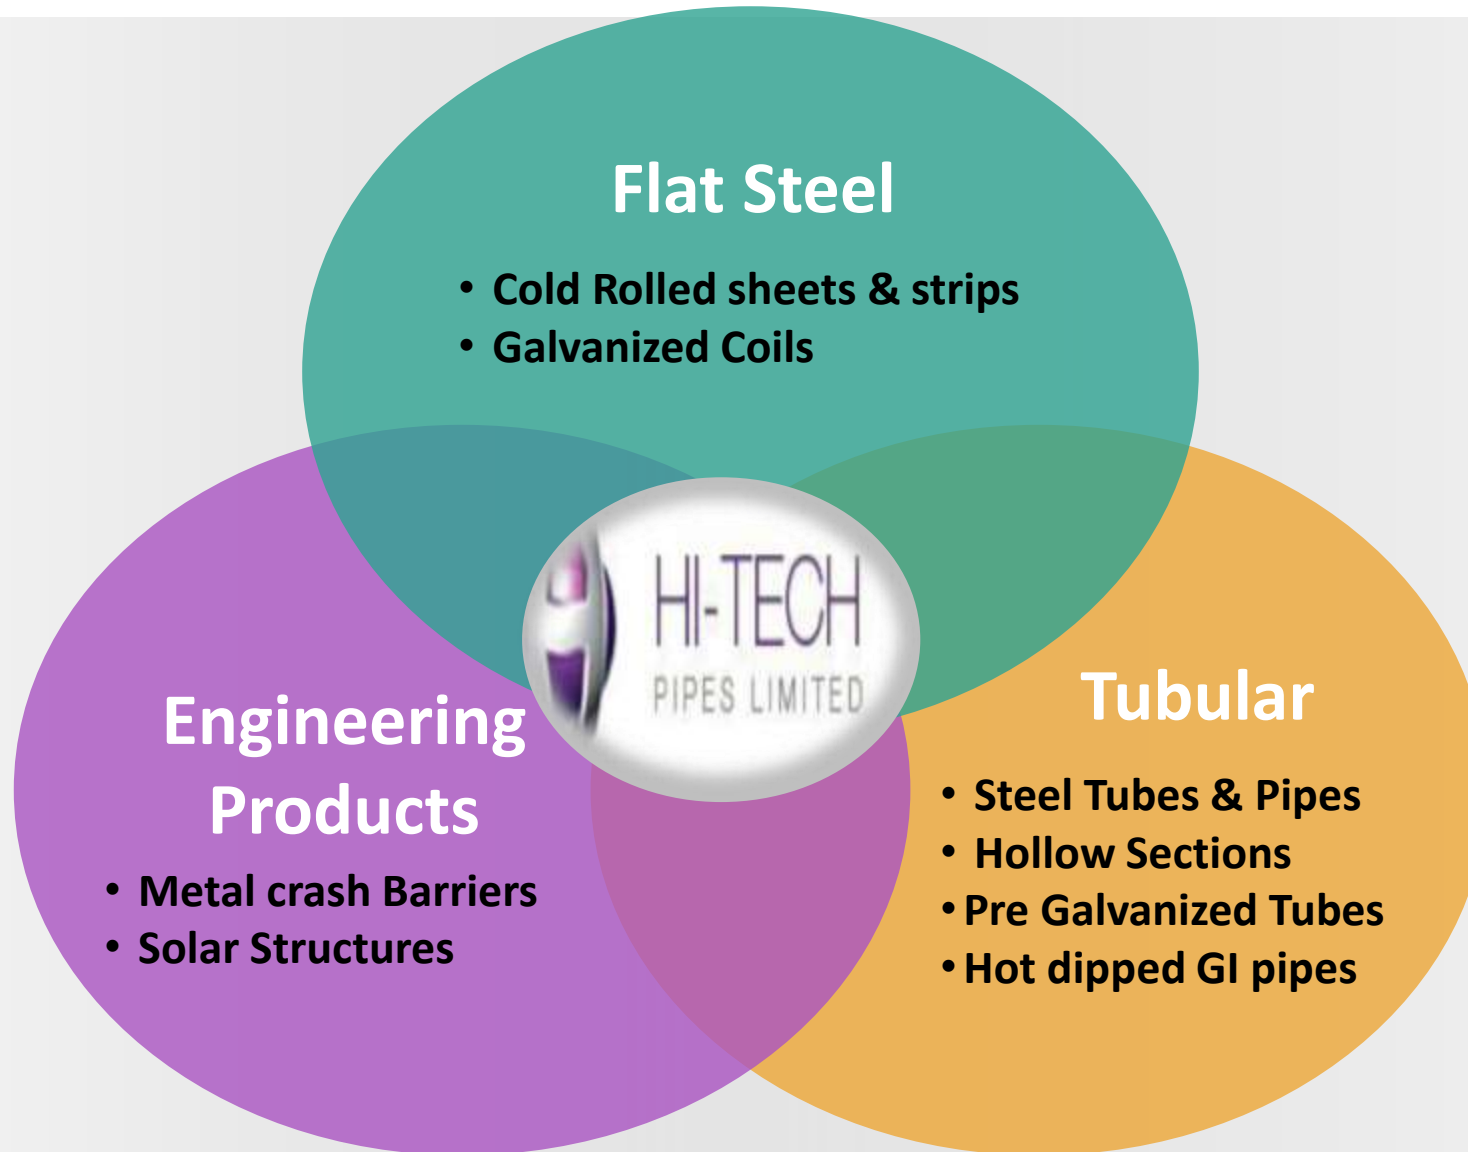 Flat Steel
• Cold Rolled sheets & strips
• Galvanized Coils
HI-TECH
PIPES LIMITED
Engineering
Products
• Metal crash Barriers
• Solar Structures
Tubular
• Steel Tubes & Pipes
• Hollow Sections
• Pre Galvanized Tubes
• Hot dipped GI pipes